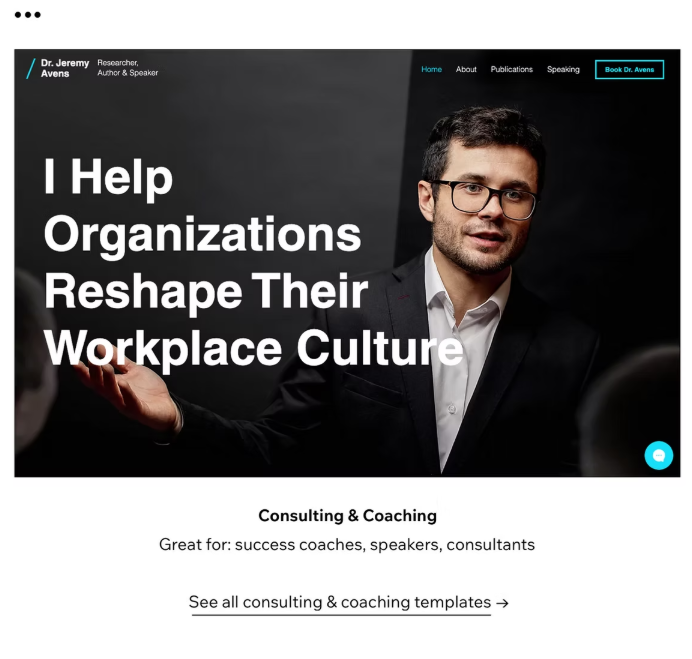 Dr. Jeremy
Avens
Researcher,
Author & Speaker
Home About Publications Speaking Book Dr. Avens
I Help
Organizations
Reshape Their
Workplace Culture
Consulting & Coaching
Great for: success coaches, speakers, consultants
See all consulting & coaching templates →